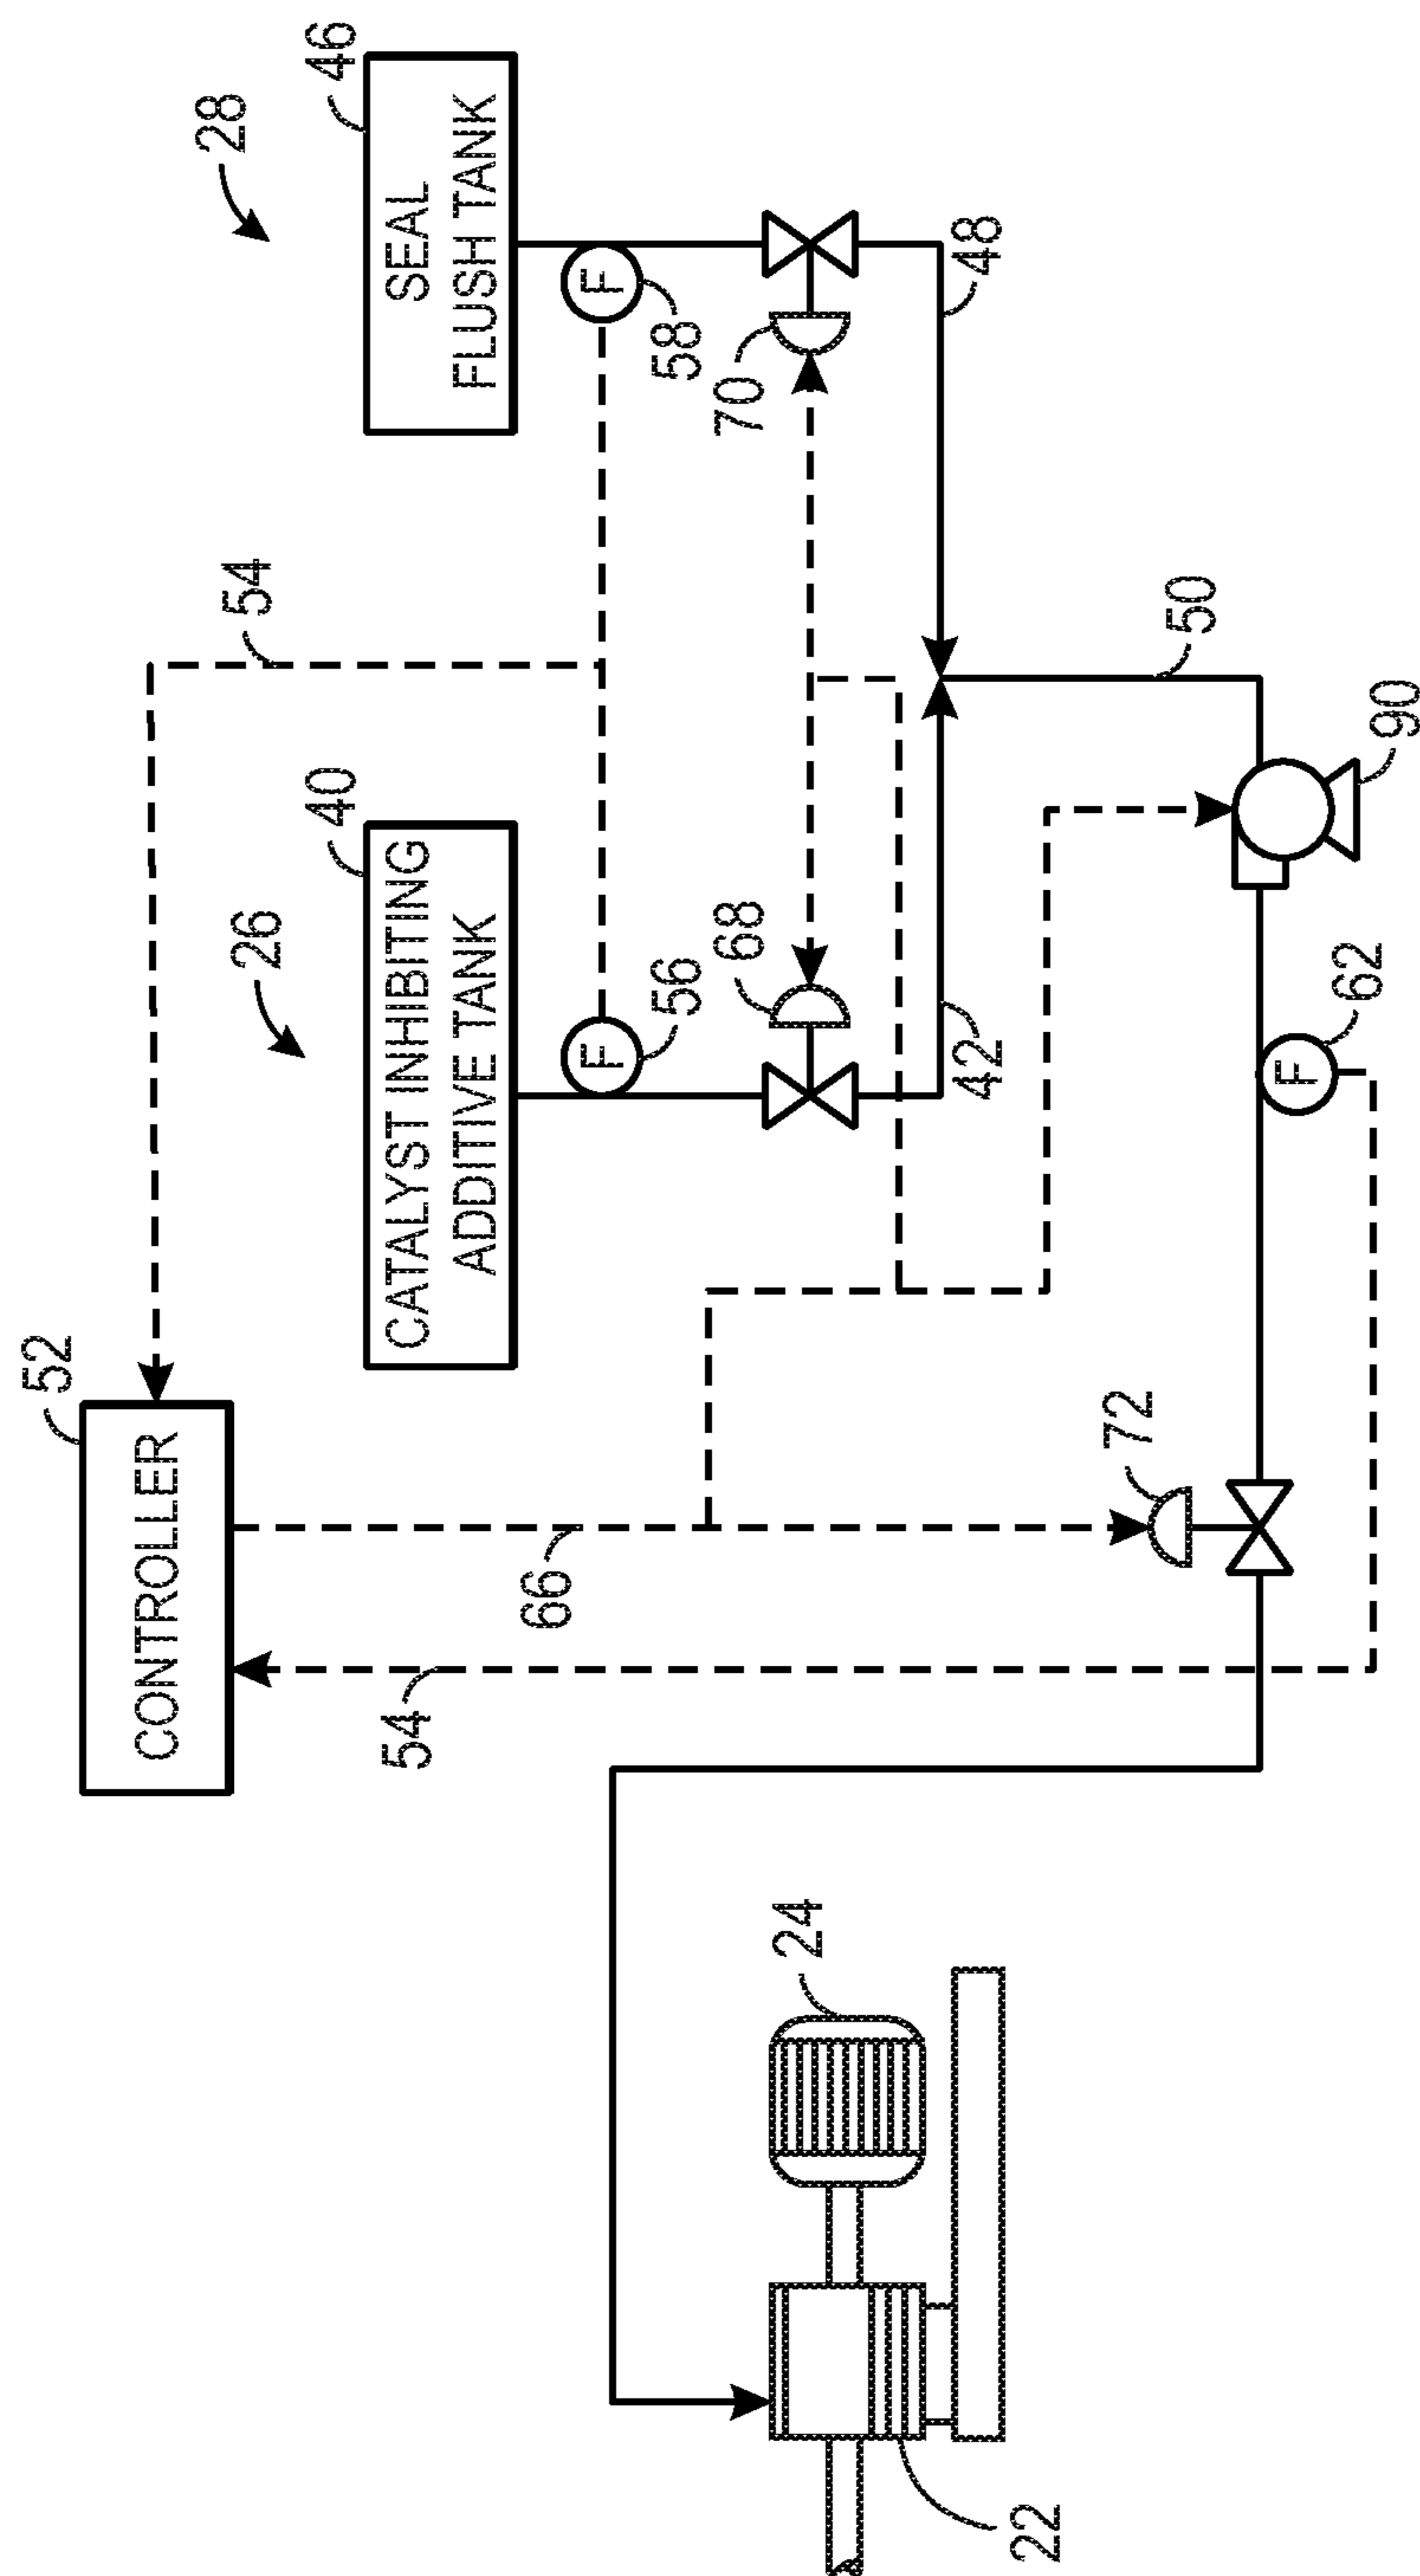 52
CONTROLLER
54
66
54
26
40
CATALYST INHIBITING
ADDITIVE TANK
28
46
SEAL
FLUSH TANK
F
56
F
58
68
70
42
48
50
24
22
72
F
62
90